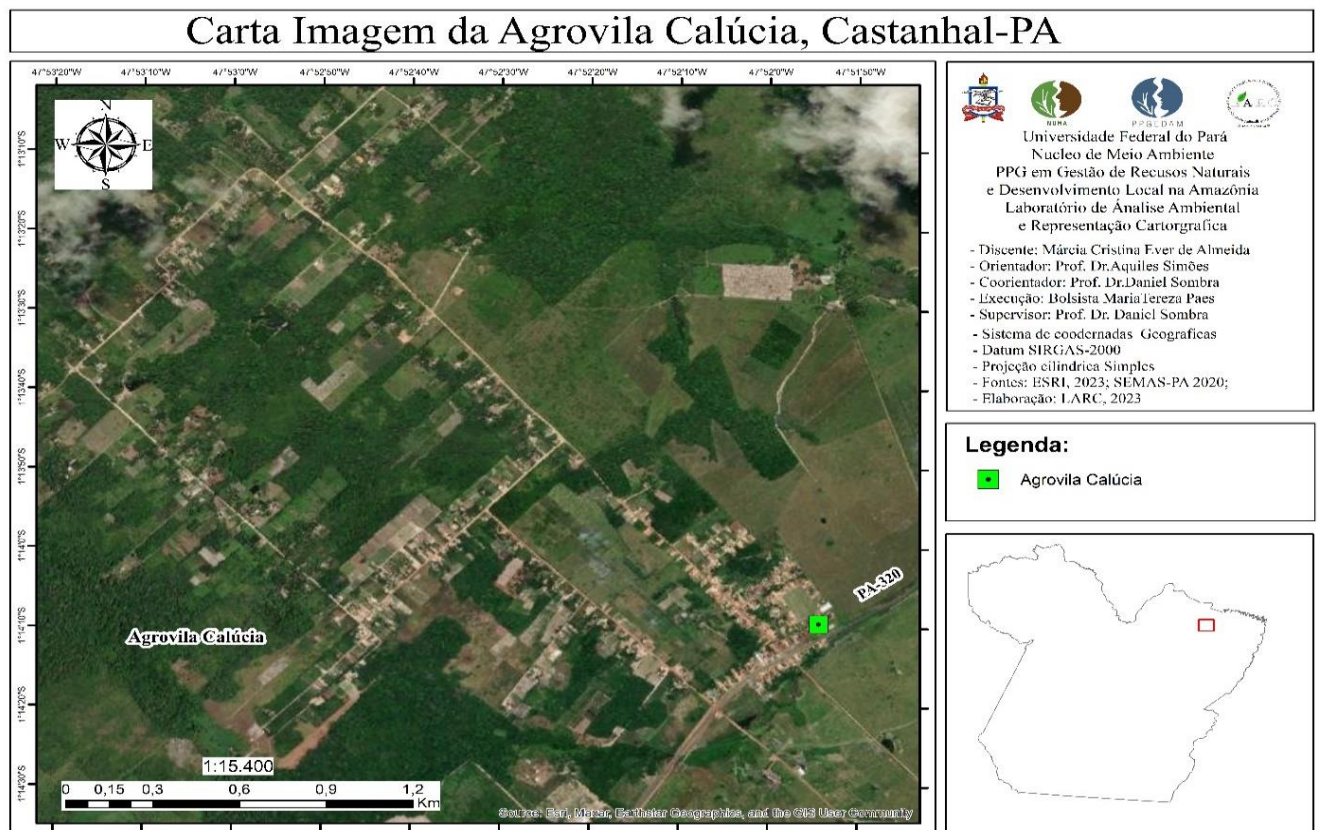 Carta Imagem da Agrovila Calúcia, Castanhal-PA
47°53'20"W 47°53'10"W 47°53'0"W 47°52'50"W 47°52'40"W 47°52'30"W 47°52'20"W 47°52'10"W 47°52'0"W 47°51'50"W
N
W E
S
1°13'10"S
1°13'20"S
1°13'30"S
1°13'40"S
1°13'50"S
1°14'0"S
1°14'10"S
1°14'20"S
1°14'30"S
PA-320
Agrovila Calúcia
1:15.400
0 0,15 0,3 0,6 0,9 1,2
Km
Source: Esri, Maxar, Earthstar Geographics, and the GIS User Community
NUMA
PPGEDAM
Universidade Federal do Pará
Nucleo de Meio Ambiente
PPG em Gestão de Recusos Naturais
e Desenvolvimento Local na Amazônia
Laboratório de Ánalise Ambiental
e Representação Cartorgrafica
- Discente: Márcia Cristina Ever de Almeida
- Orientador: Prof. Dr.Aquiles Simões
- Coorientador: Prof. Dr.Daniel Sombra
- Execução: Bolsista MariaTereza Paes
- Supervisor: Prof. Dr. Daniel Sombra
- Sistema de coodernadas Geograficas
- Datum SIRGAS-2000
- Projeção cilindrica Simples
- Fontes: ESRI, 2023; SEMAS-PA 2020;
- Elaboração: LARC, 2023
Legenda:
Agrovila Calúcia